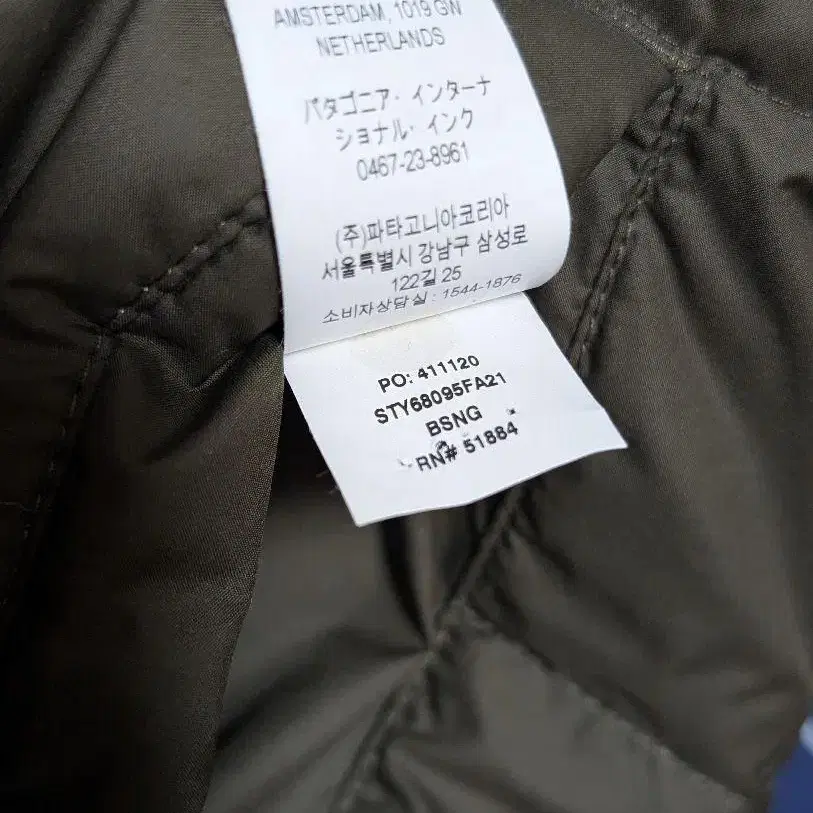 AMSTERDAM, 1019 GW
NETHERLANDS
パタゴニア・インターナ
ショナル・インク
0467-23-8961
(주)파타고니아코리아
서울특별시 강남구 삼성로
122길 25
소비자상담실 : 1544-1876
PO: 411120
STY68095FA21
BSNG
RN# 51884